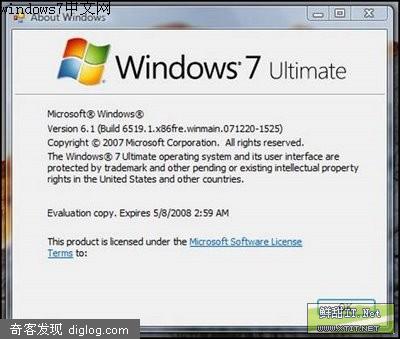 windows7中文网
About Windows
Windows 7 Ultimate
Microsoft® Windows®
Version 6.1 (Build 6519.1.x86fre.winmain.071220-1525)
Copyright © 2007 Microsoft Corporation. All rights reserved.
The Windows 7 Ultimate operating system and its user interface are
protected by trademark and other pending or existing intellectual property
rights in the United States and other countries.
Evaluation copy. Expires 5/8/2008 2:59 AM
This product is licensed under the Microsoft Software License
Terms to:
OK
鲜甜IT.Net
www.XTIT.Net
奇客发现 diglog.com/